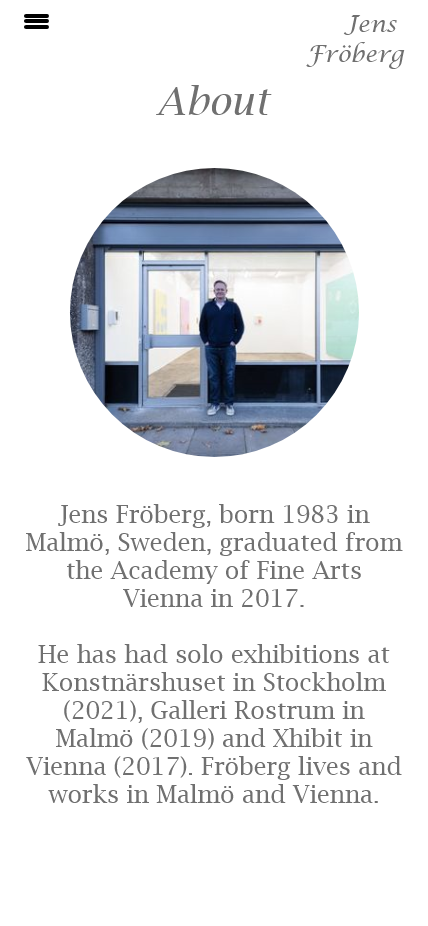 Jens
Fröberg
About
Jens Fröberg, born 1983 in
Malmö, Sweden, graduated from
the Academy of Fine Arts
Vienna in 2017.
He has had solo exhibitions at
Konstnärshuset in Stockholm
(2021), Galleri Rostrum in
Malmö (2019) and Xhibit in
Vienna (2017). Fröberg lives and
works in Malmö and Vienna.